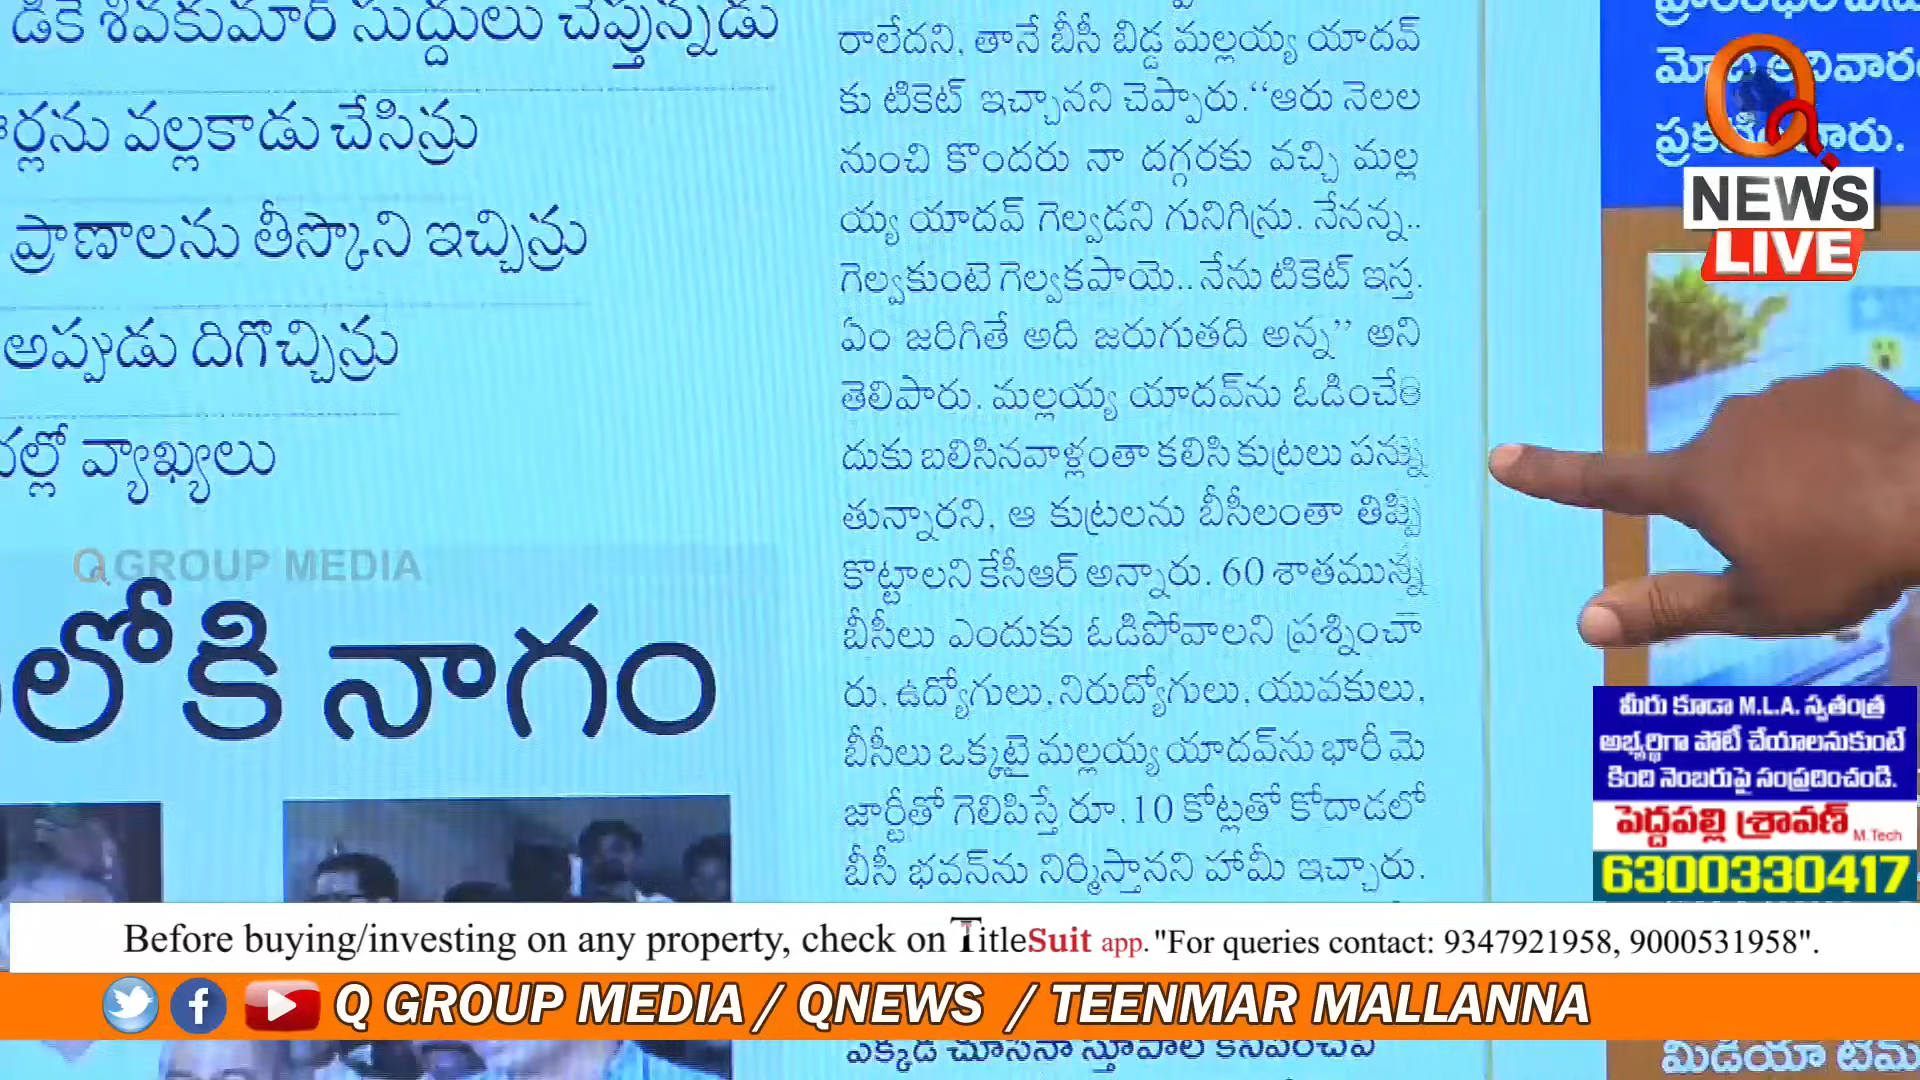 డీకే శివకుమార్ సుద్దులు చెప్తున్నడు
వల్లకాడు చేసిన్రు
ప్రాణాలను తీస్కొని ఇచ్చిన్రు
అప్పుడు దిగొచ్చిన్రు
వ్యాఖ్యలు
Q GROUP MEDIA
లోకి నాగం
రాలేదని, తానే బీసీ బిడ్డ మల్లయ్య యాదవ్
కు టికెట్ ఇచ్చానని చెప్పారు.“ఆరు నెలల
నుంచి కొందరు నా దగ్గరకు వచ్చి మల్ల
య్య యాదవ్ గెల్వడని గునిగిన్రు. నేనన్న..
గెల్వకుంటె గెల్వకపాయె.. నేను టికెట్ ఇస్త.
ఏం జరిగితే అది జరుగుతది అన్న” అని
తెలిపారు. మల్లయ్య యాదవ్‌ను ఓడించే
దుకు బలిసినవాళ్లంతా కలిసి కుట్రలు పన్ను
తున్నారని, ఆ కుట్రలను బీసీలంతా తిప్పి
కొట్టాలని కేసీఆర్ అన్నారు. 60 శాతమున్న
బీసీలు ఎందుకు ఓడిపోవాలని ప్రశ్నించా
రు. ఉద్యోగులు, నిరుద్యోగులు, యువకులు,
బీసీలు ఒక్కటై మల్లయ్య యాదవ్‌ను భారీ మె
జార్టీతో గెలిపిస్తే రూ. 10 కోట్లతో కోదాడలో
బీసీ భవన్‌ను నిర్మిస్తానని హామీ ఇచ్చారు.
Q
NEWS
LIVE
మీరు కూడా M.L.A. స్వతంత్ర
అభ్యర్థిగా పోటీ చేయాలనుకుంటే
కింది నెంబరుపై సంప్రదించండి.
పెద్దపల్లి శ్రావణ్ M.Tech
6300330417
Before buying/investing on any property, check on TitleSuit app. "For queries contact: 9347921958, 9000531958".
Q GROUP MEDIA / QNEWS / TEENMAR MALLANNA